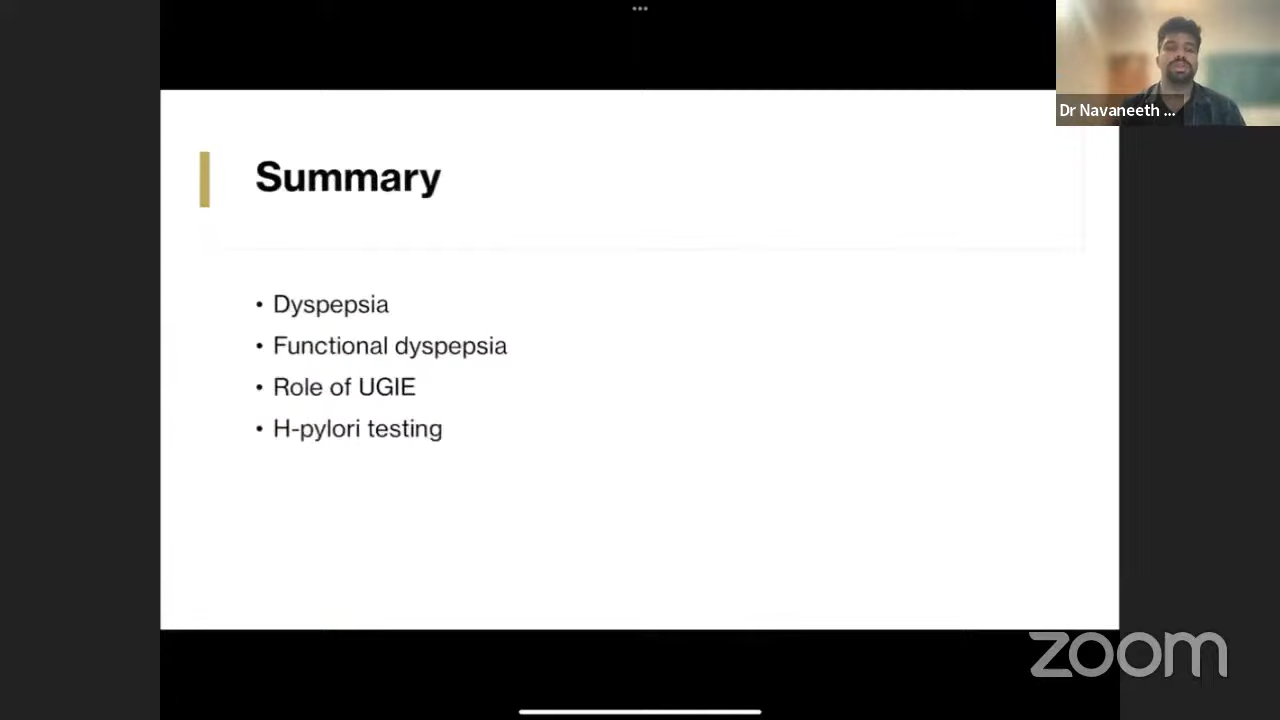 Dr Navaneeth ...
Summary
• Dyspepsia
• Functional dyspepsia
• Role of UGIE
• H-pylori testing
zoom